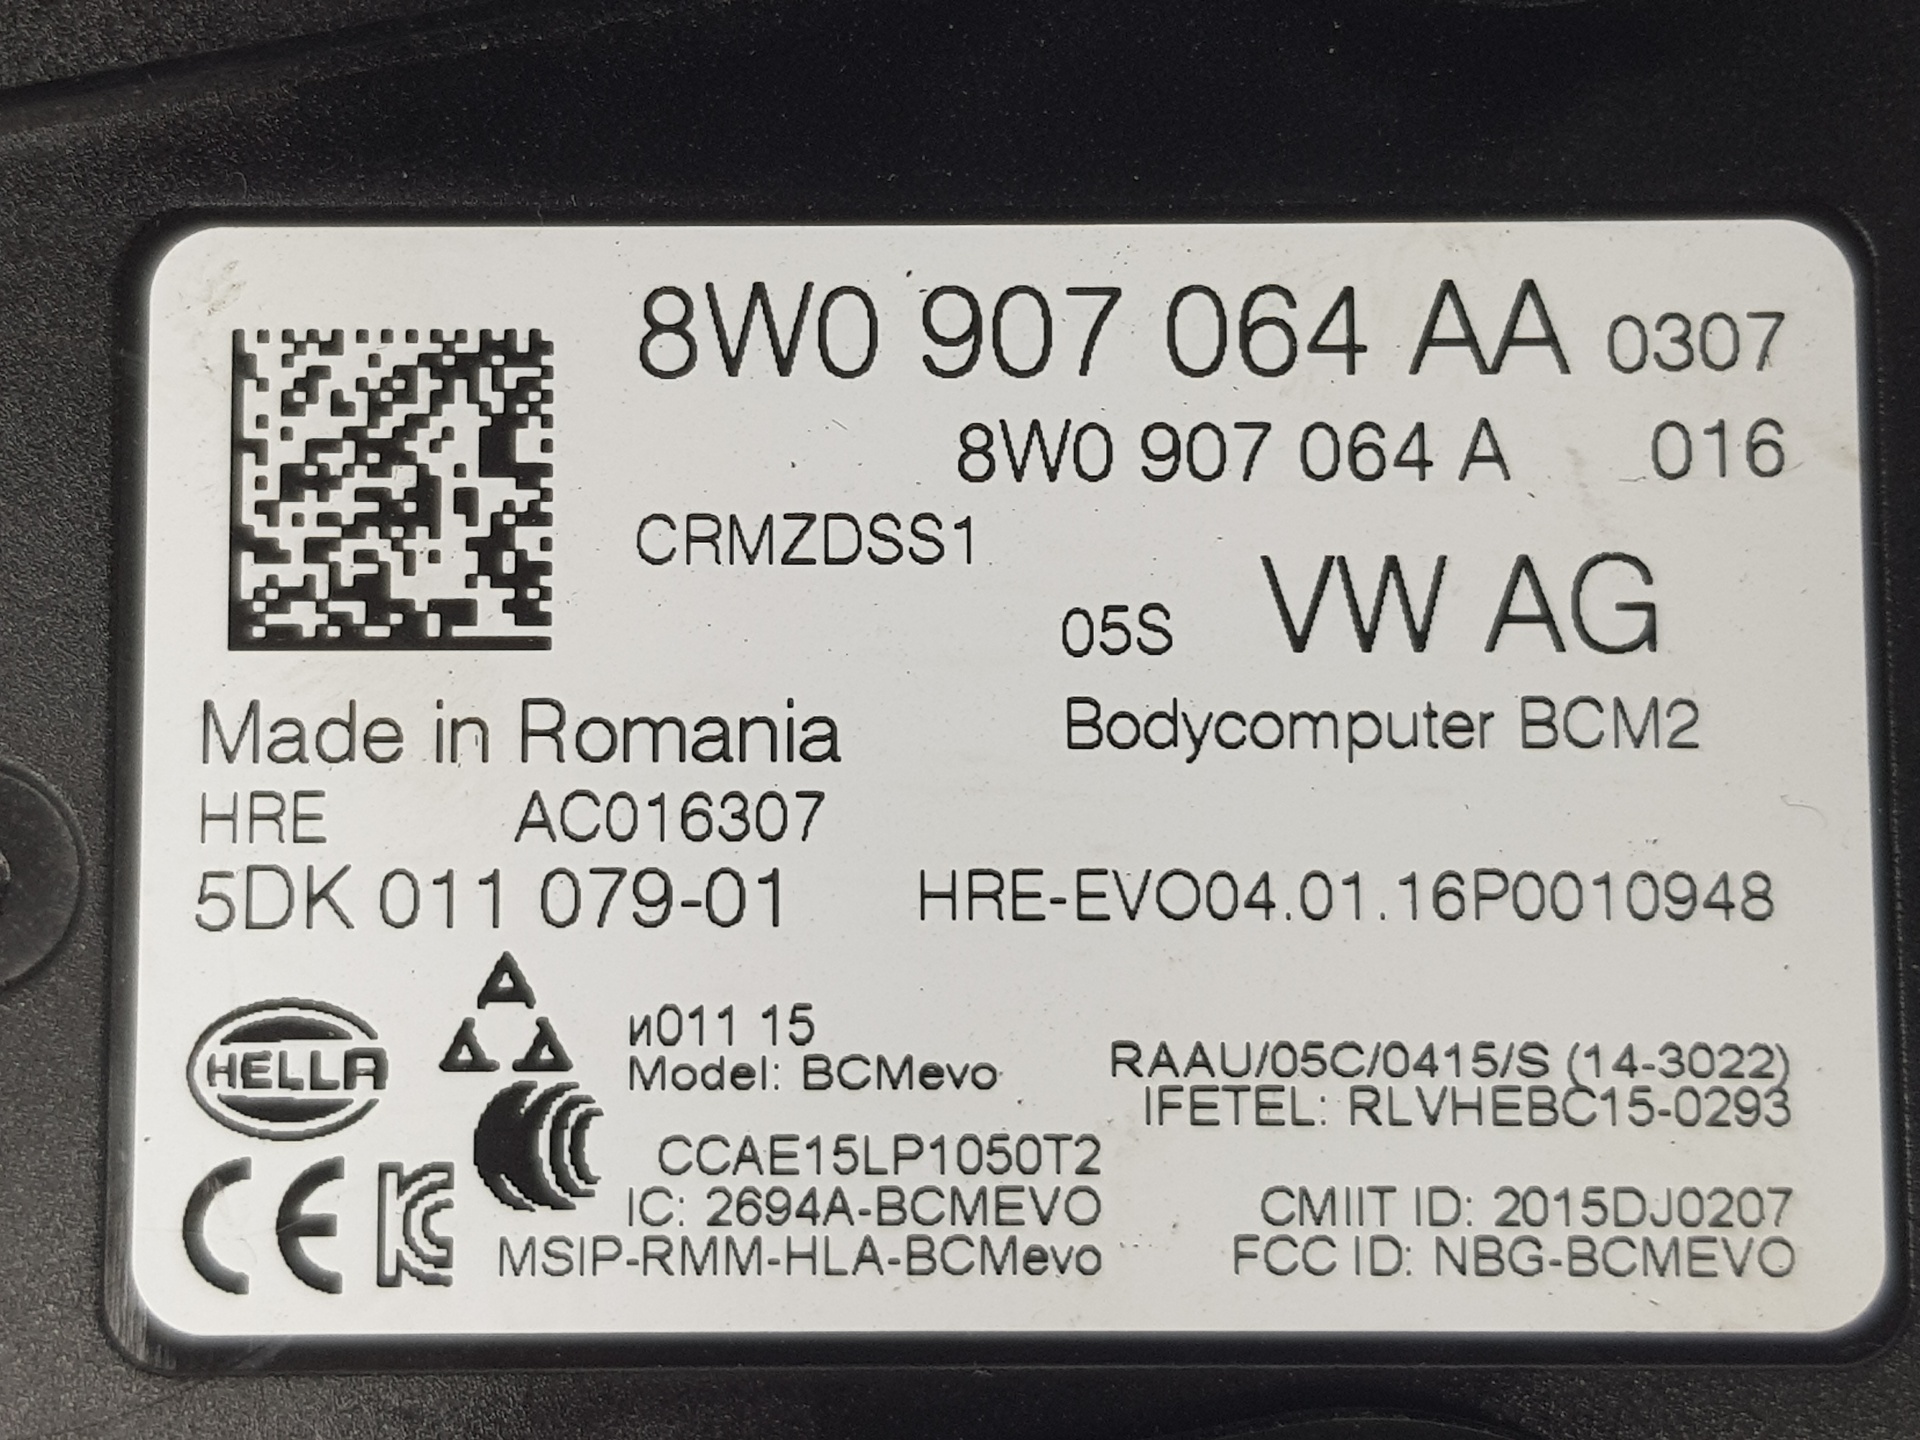 8W0 907 064 AA 0307
8W0 907 064 A 016
CRMZDSS1
05S VW AG
Made in Romania
Bodycomputer BCM2
HRE AC016307
5DK 011 079-01
HRE-EVO04.01.16P0010948
HELLA
и011 15
Model: BCMevo
RAAU/05C/0415/S (14-3022)
IFETEL: RLVHEBC15-0293
CCAE15LP1050T2
IC: 2694A-BCMEVO
CMIIT ID: 2015DJ0207
CE
MSIP-RMM-HLA-BCMevo
FCC ID: NBG-BCMEVO